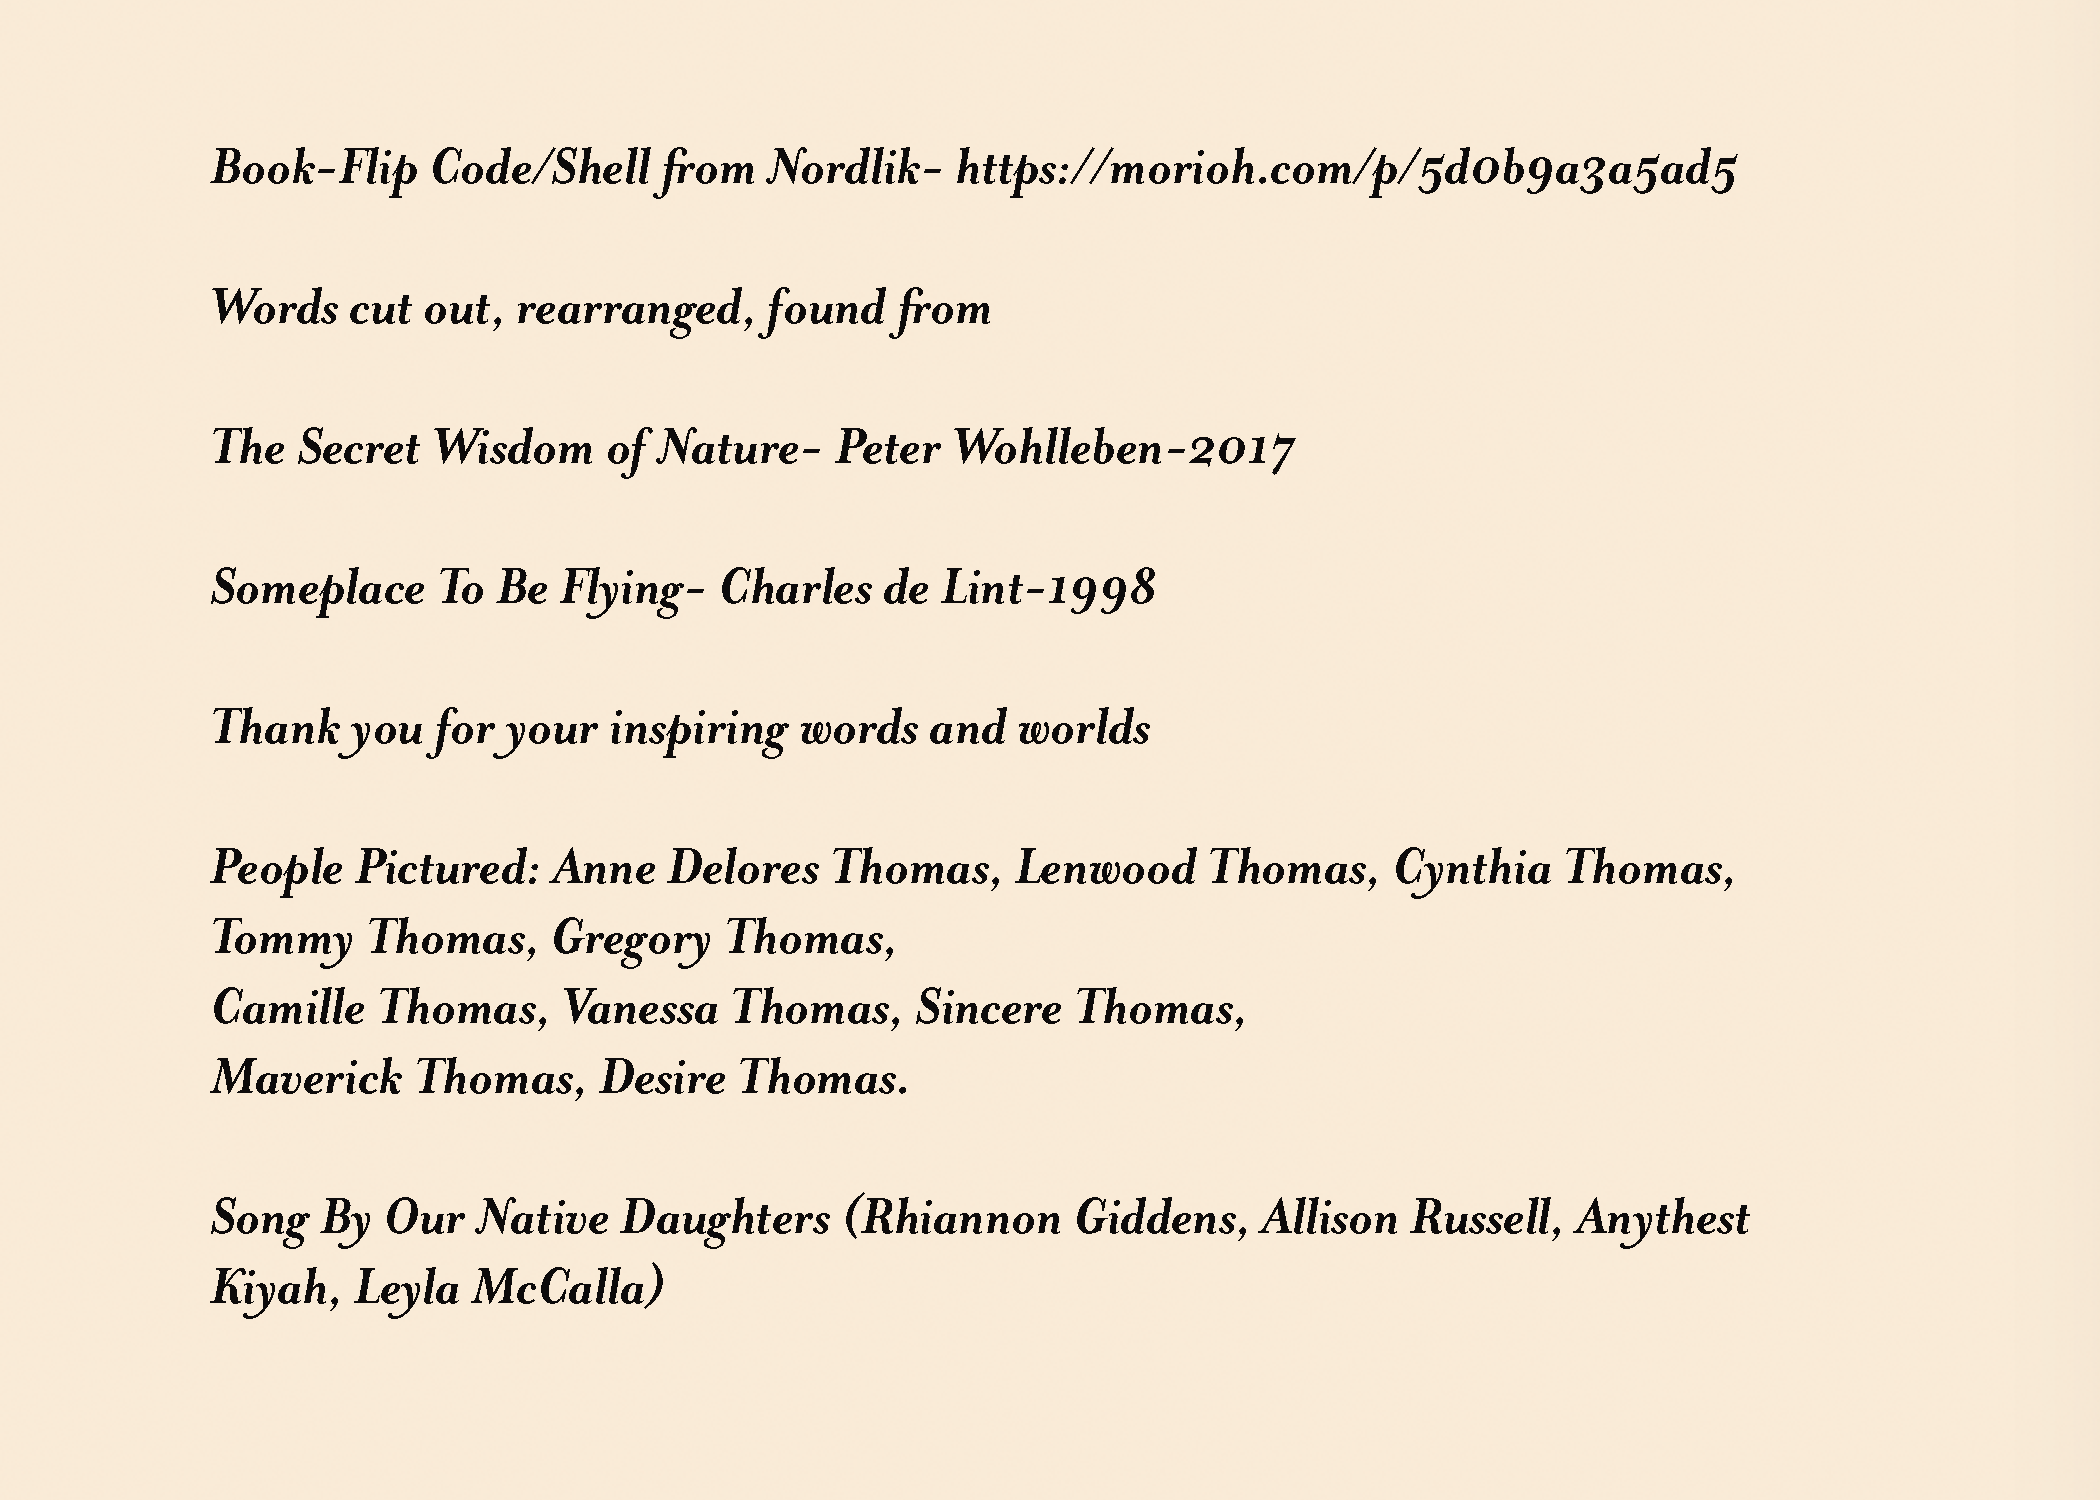 Book-Flip Code/Shell from Nordlik- https://morioh.com/p/5d0b9a3a5ad5
Words cut out, rearranged, found from
The Secret Wisdom of Nature- Peter Wohlleben-2017
Someplace To Be Flying- Charles de Lint-1998
Thank you for your inspiring words and worlds
People Pictured: Anne Delores Thomas, Lenwood Thomas, Cynthia Thomas,
Tommy Thomas, Gregory Thomas,
Camille Thomas, Vanessa Thomas, Sincere Thomas,
Maverick Thomas, Desire Thomas.
Song By Our Native Daughters (Rhiannon Giddens, Allison Russell, Anythest
Kiyah, Leyla McCalla)